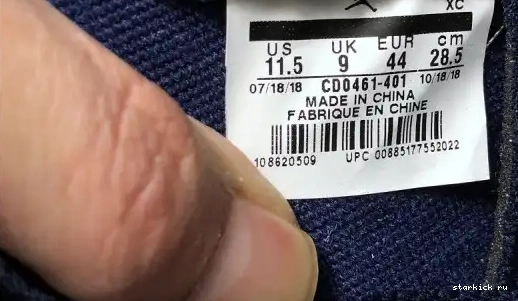 XC
US UK EUR cm
11.5 9 44 28.5
07/18/18 CD0461-401 10/18/18
MADE IN CHINA
FABRIQUE EN CHINE
108620509 UPC 00885177552022
starkick ru